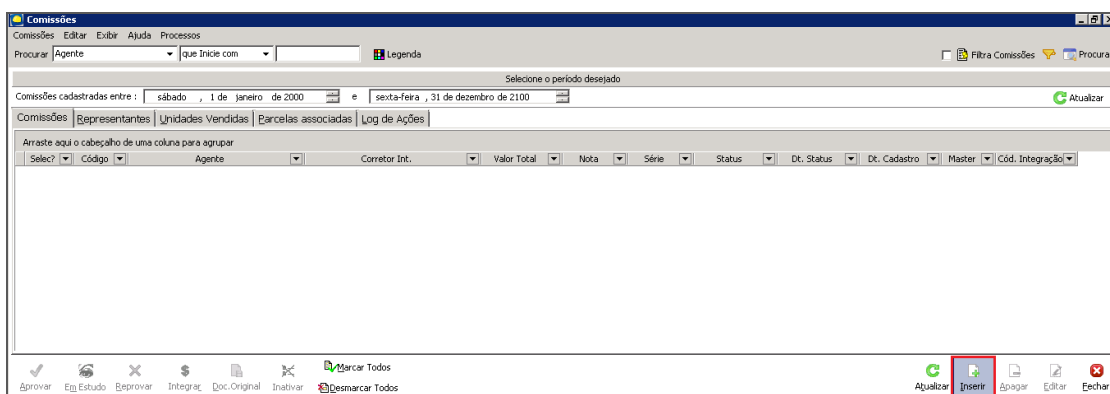 Comissões
Comissões Editar Exibir Ajuda Processos
Procurar Agente que Inicie com Legenda Filtra Comissões Procura
Selecione o período desejado
Comissões cadastradas entre : sábado , 1 de janeiro de 2000 e sexta-feira , 31 de dezembro de 2100 Atualizar
Comissões Representantes Unidades Vendidas Parcelas associadas Log de Ações
Arraste aqui o cabeçalho de uma coluna para agrupar
Selec? Código Agente Corretor Int. Valor Total Nota Série Status Dt. Status Dt. Cadastro Master Cód. Integração
Marcar Todos
Aprovar Em Estudo Reprovar Integrar Doc.Original Inativar Desmarcar Todos Atualizar Inserir Apagar Editar Fechar